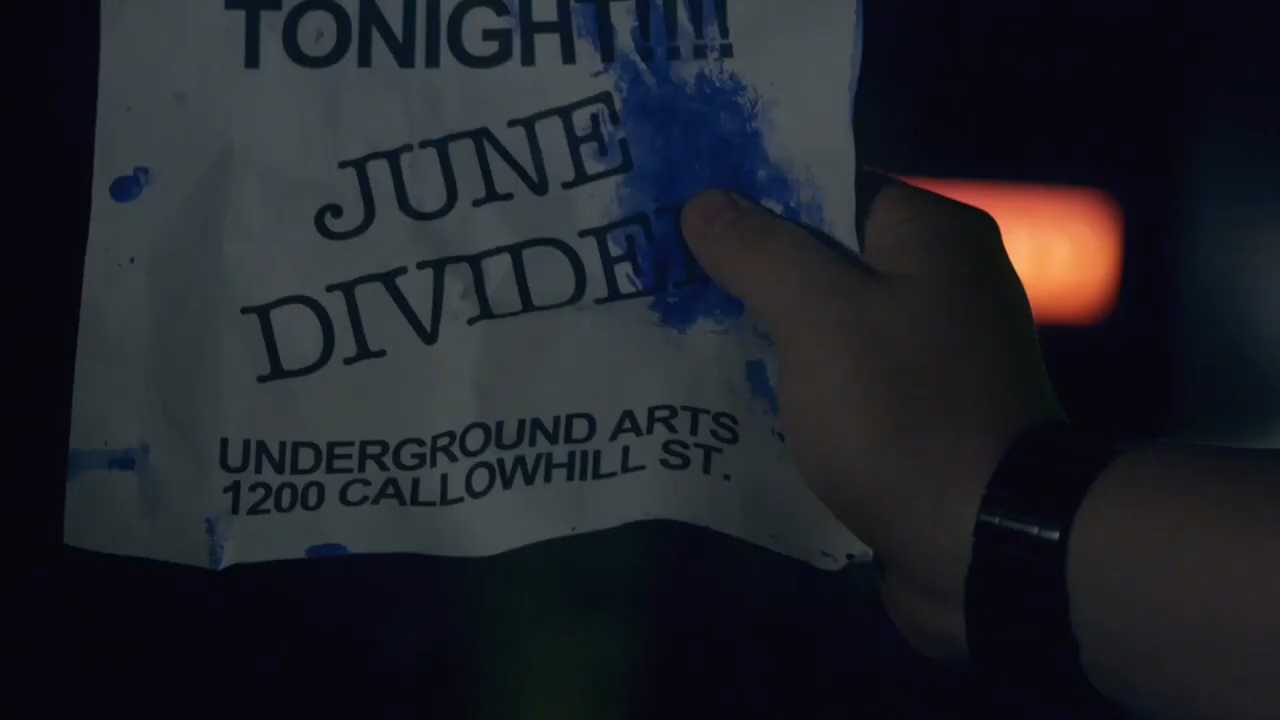 TONIGHT!!!!
JUNE
DIVIDE
UNDERGROUND ARTS
1200 CALLOWHILL ST.